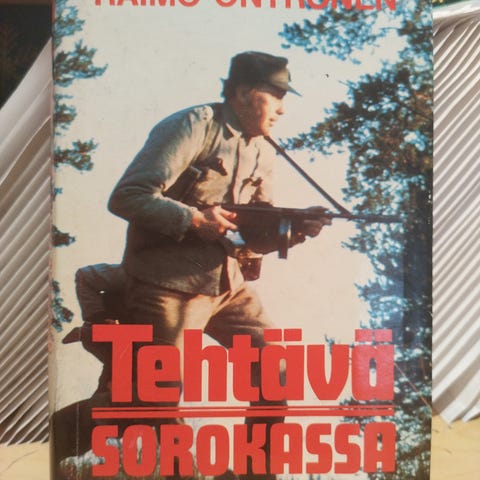 RAIMO ONTRONEN
Tehtävä
SOROKASSA